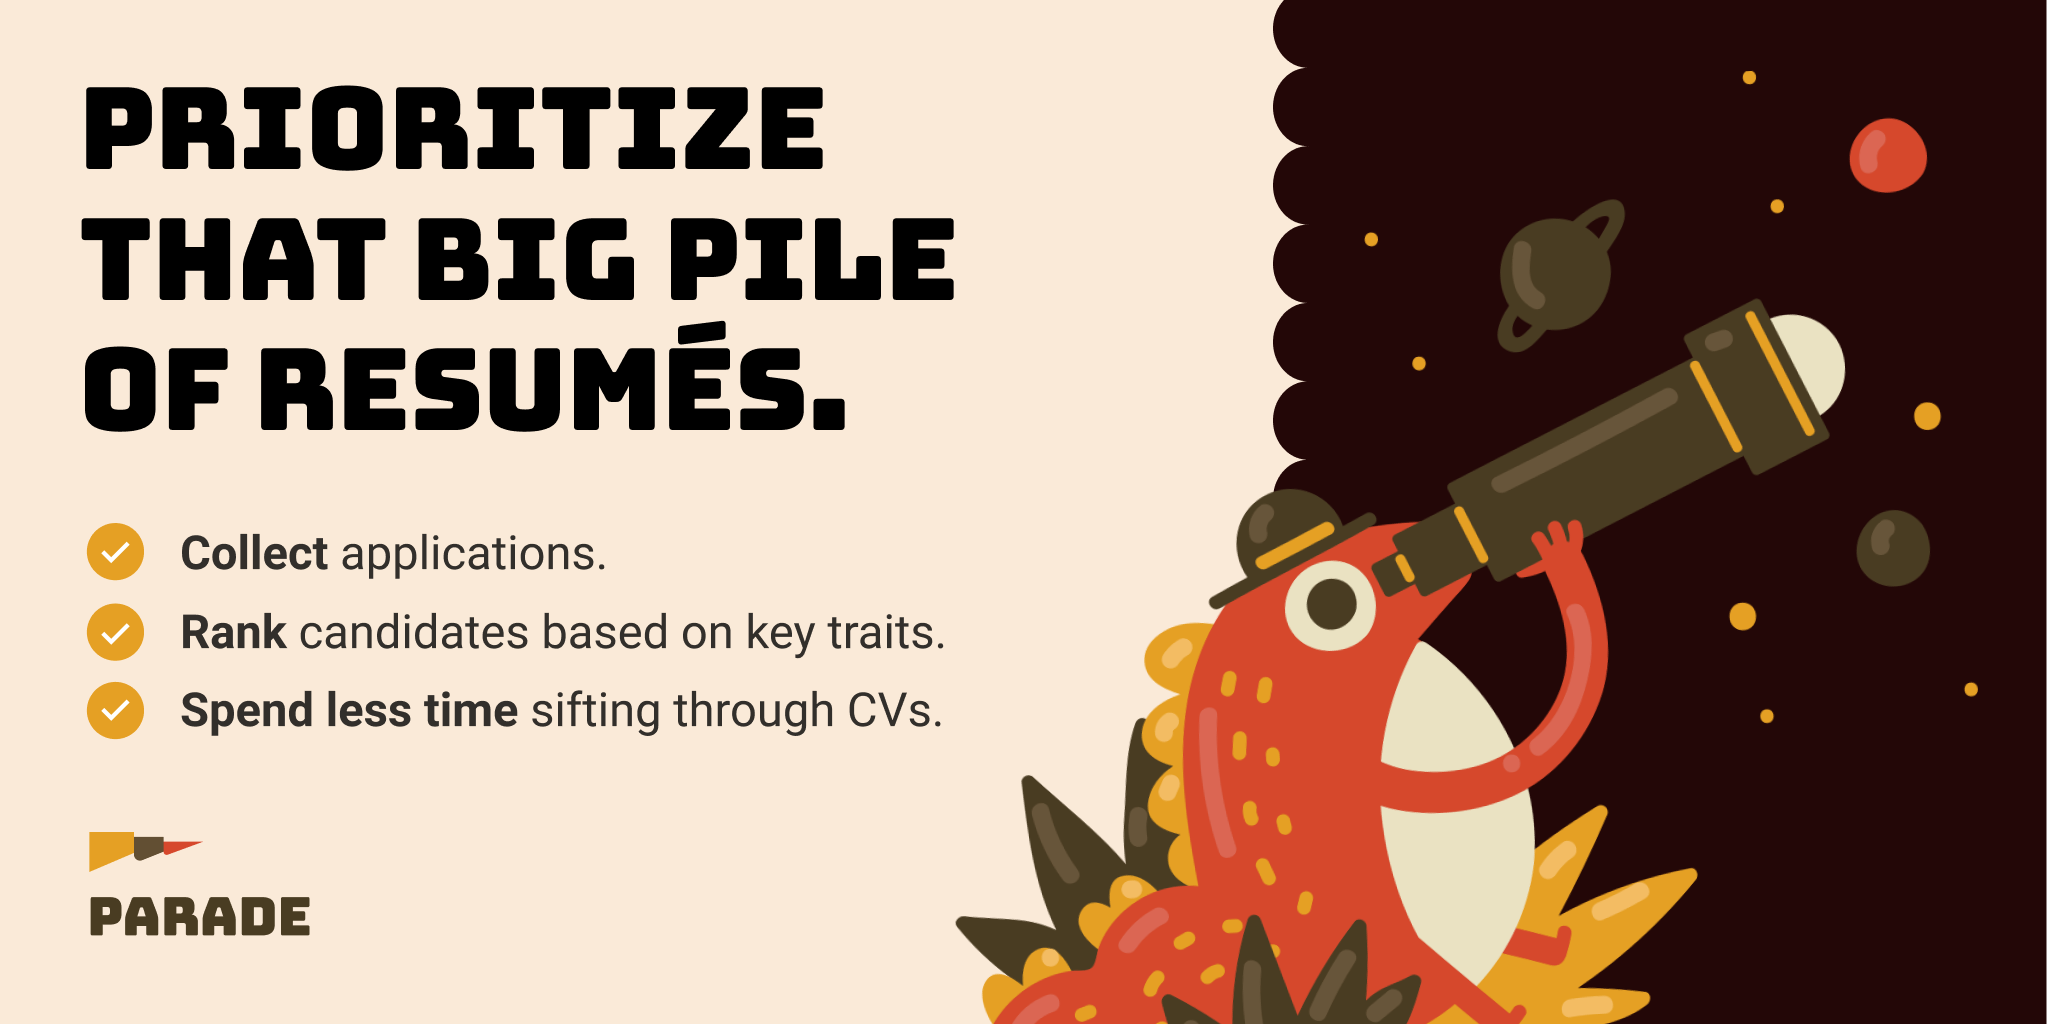 PRIORITIZE
THAT BIG PILE
OF RESUMÉS.
Collect applications.
Rank candidates based on key traits.
Spend less time sifting through CVs.
PARADE